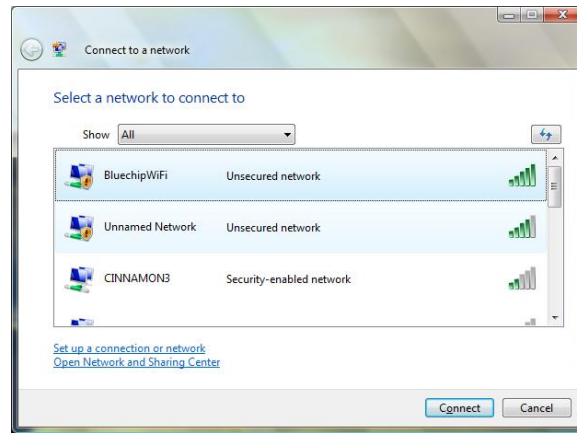 Connect to a network
Select a network to connect to
Show All
BluechipWiFi Unsecured network
Unnamed Network Unsecured network
CINNAMON3 Security-enabled network
Set up a connection or network
Open Network and Sharing Center
Connect Cancel